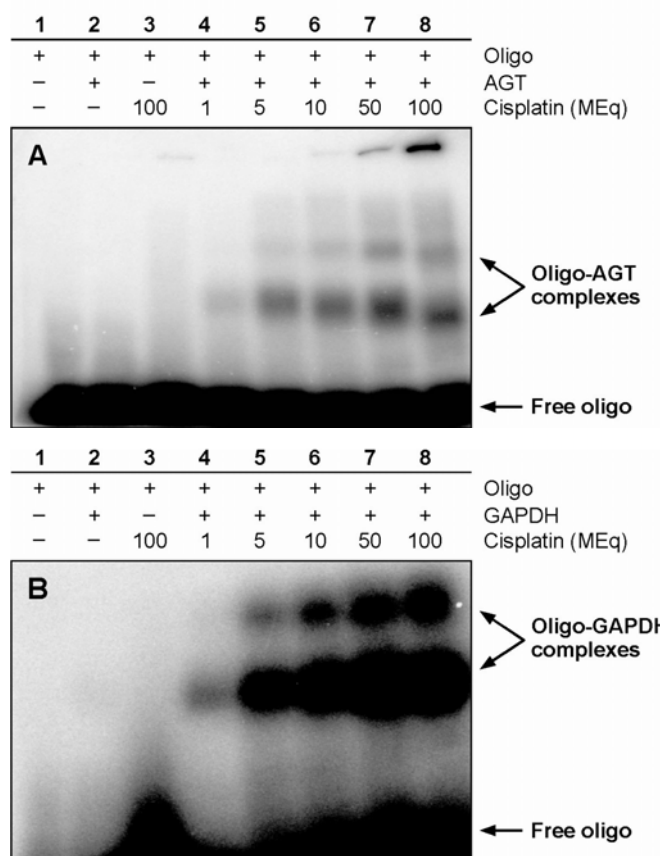 1 2 3 4 5 6 7 8
+ + + + + + + + Oligo
– + – + + + + + AGT
– – 100 1 5 10 50 100 Cisplatin (MEq)
A
Oligo-AGT
complexes
Free oligo
1 2 3 4 5 6 7 8
+ + + + + + + + Oligo
– + – + + + + + GAPDH
– – 100 1 5 10 50 100 Cisplatin (MEq)
B
Oligo-GAPDH
complexes
Free oligo